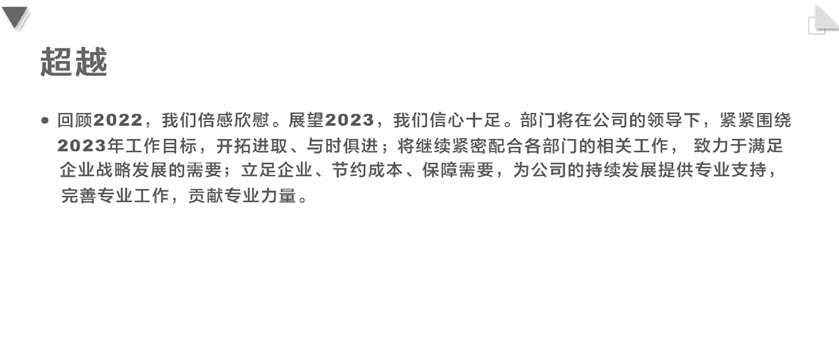 超越
• 回顾2022，我们倍感欣慰。展望2023，我们信心十足。部门将在公司的领导下，紧紧围绕
2023年工作目标，开拓进取、与时俱进；将继续紧密配合各部门的相关工作， 致力于满足
企业战略发展的需要；立足企业、节约成本、保障需要，为公司的持续发展提供专业支持，
完善专业工作，贡献专业力量。